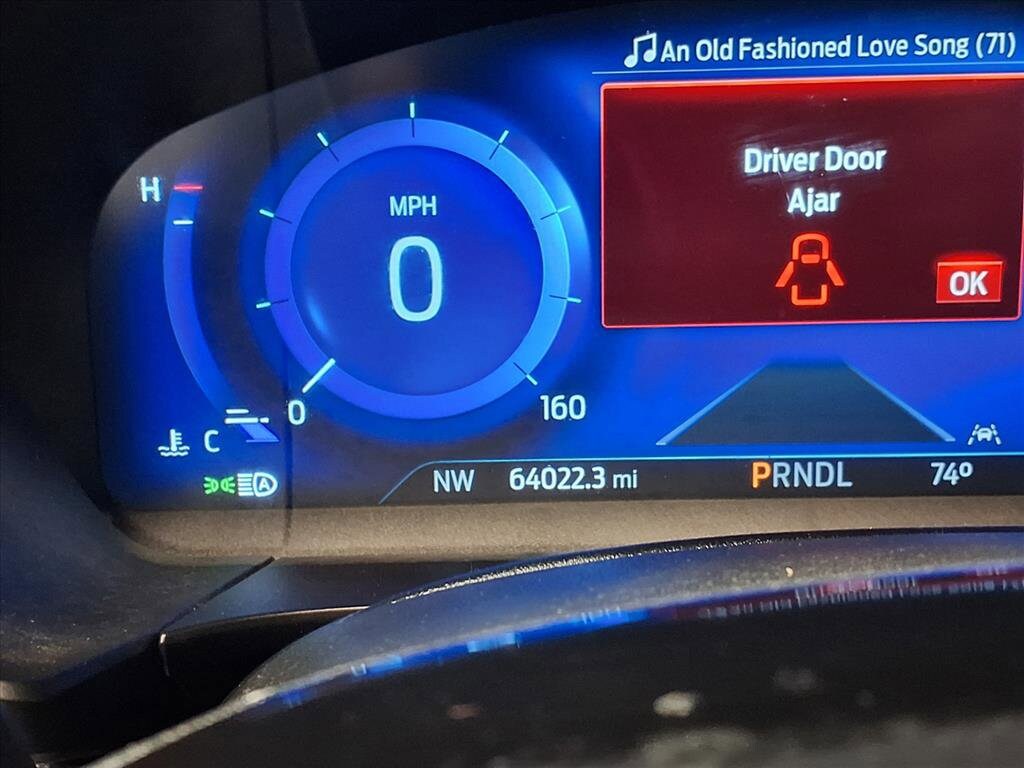 An Old Fashioned Love Song (71)
Driver Door
Ajar
OK
H
MPH
0
0
160
C
A
NW 64022.3 mi PRNDL 74º